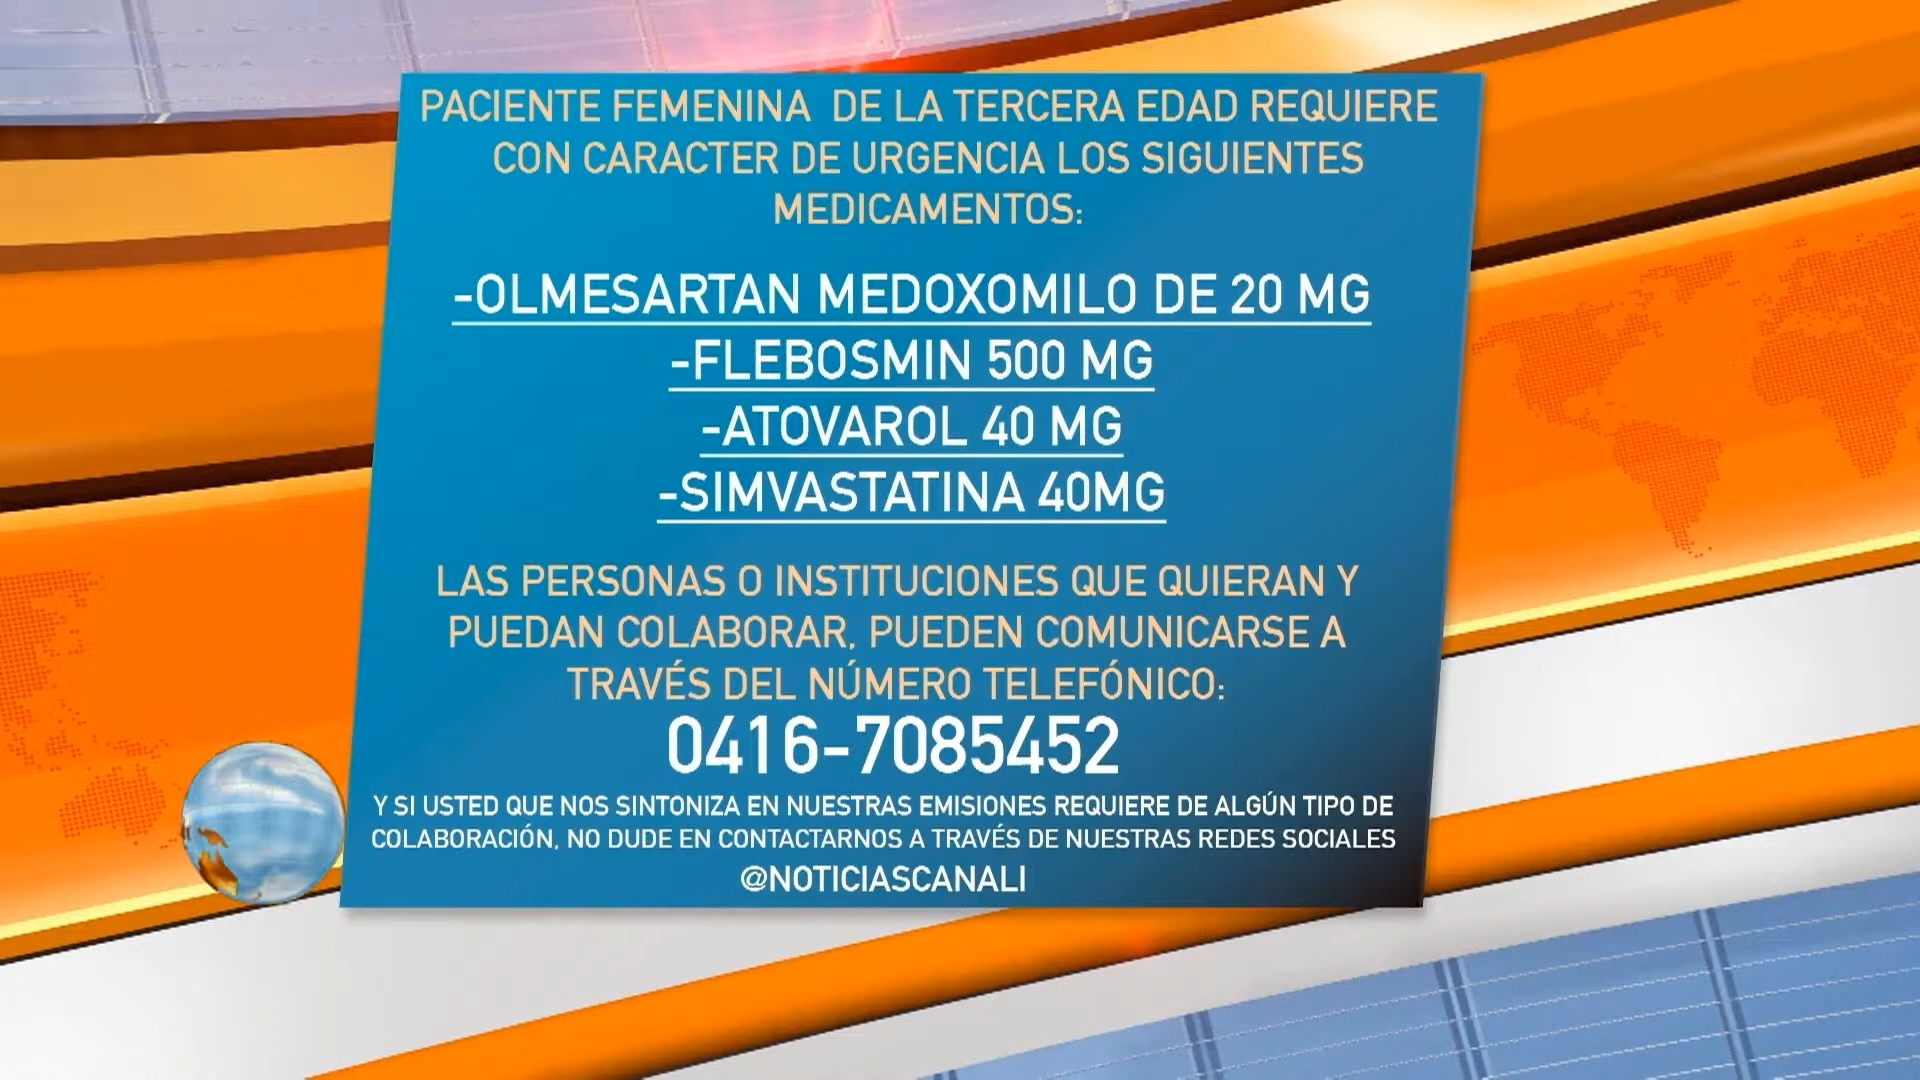 PACIENTE FEMENINA DE LA TERCERA EDAD REQUIERE
CON CARACTER DE URGENCIA LOS SIGUIENTES
MEDICAMENTOS:
-OLMESARTAN MEDOXOMILO DE 20 MG
-FLEBOSMIN 500 MG
-ATOVAROL 40 MG
-SIMVASTATINA 40MG
LAS PERSONAS O INSTITUCIONES QUE QUIERAN Y
PUEDAN COLABORAR, PUEDEN COMUNICARSE A
TRAVÉS DEL NÚMERO TELEFÓNICO:
0416-7085452
Y SI USTED QUE NOS SINTONIZA EN NUESTRAS EMISIONES REQUIERE DE ALGÚN TIPO DE
COLABORACIÓN, NO DUDE EN CONTACTARNOS A TRAVÉS DE NUESTRAS REDES SOCIALES
@NOTICIASCANALI